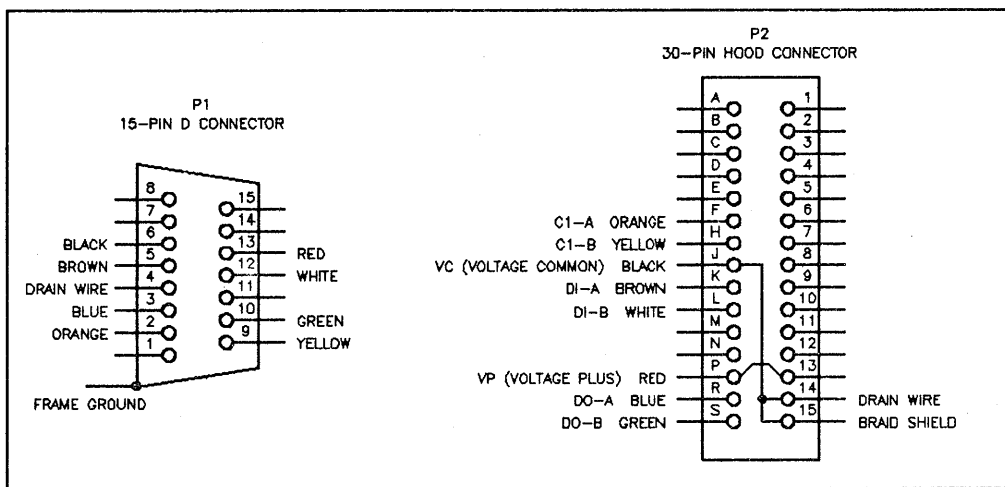 P1
15-PIN D CONNECTOR
8
7
6
BLACK
5
BROWN
4
DRAIN WIRE
3
BLUE
2
ORANGE
1
15
14
13
RED
12
WHITE
11
10
GREEN
9
YELLOW
FRAME GROUND
P2
30-PIN HOOD CONNECTOR
A 1
B 2
C 3
D 4
E 5
F 6
C1-A ORANGE
H 7
C1-B YELLOW
J 8
VC (VOLTAGE COMMON) BLACK
K 9
DI-A BROWN
L 10
DI-B WHITE
M 11
N 12
P 13
VP (VOLTAGE PLUS) RED
R 14
DO-A BLUE DRAIN WIRE
S 15
DO-B GREEN BRAID SHIELD